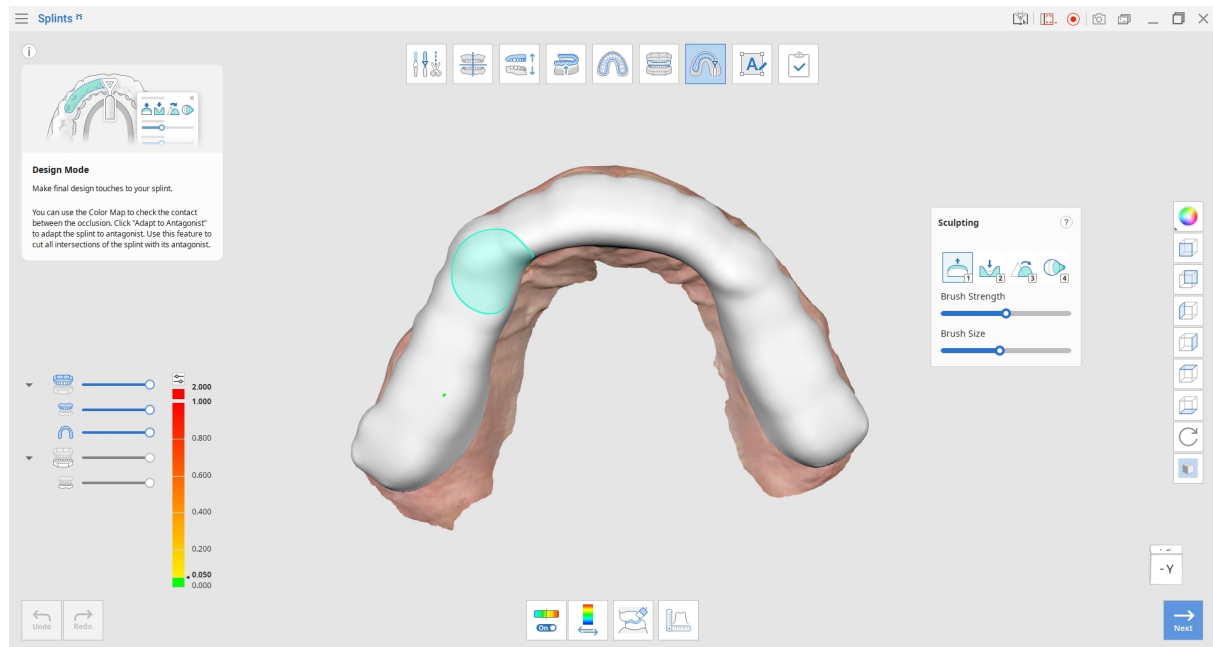 Splints
i
A
Design Mode
Make final design touches to your splint.
You can use the Color Map to check the contact
between the occlusion. Click "Adapt to Antagonist"
to adapt the splint to antagonist. Use this feature to
cut all intersections of the splint with its antagonist.
Sculpting
?
1 2 3 4
Brush Strength
Brush Size
2.000
1.000
0.800
0.600
0.400
0.200
0.050
0.000
- Y
Undo
Redo
On
Next